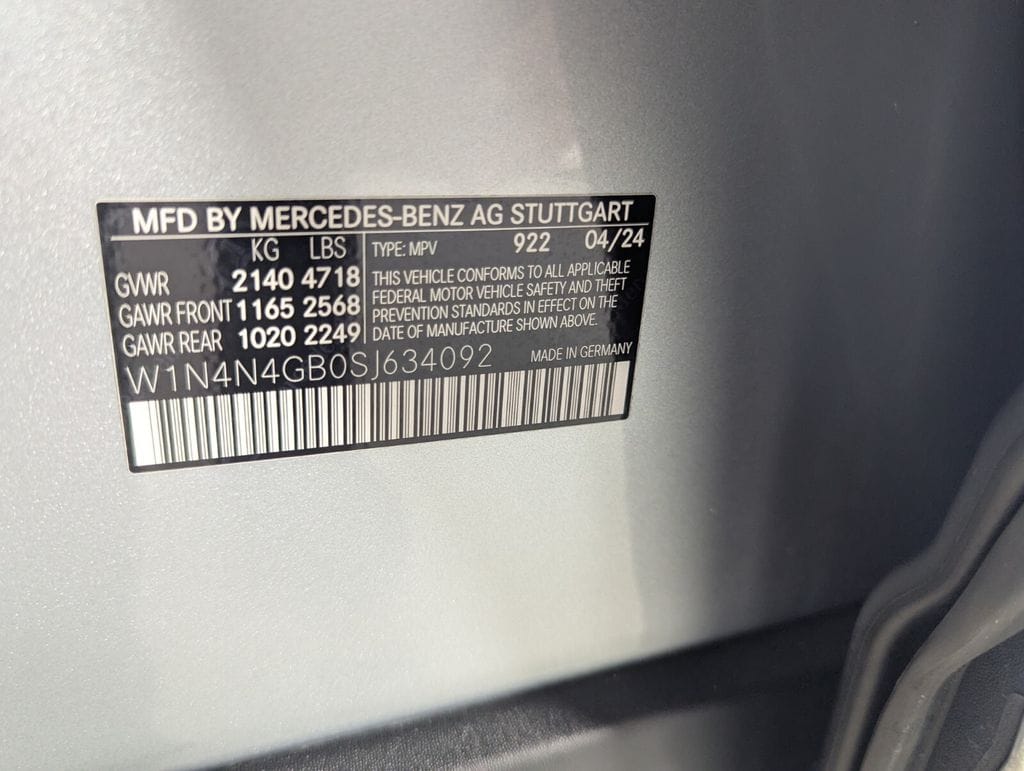 MFD BY MERCEDES-BENZ AG STUTTGART
KG LBS
GVWR 2140 4718
GAWR FRONT 1165 2568
GAWR REAR 1020 2249
TYPE: MPV 922 04/24
THIS VEHICLE CONFORMS TO ALL APPLICABLE
FEDERAL MOTOR VEHICLE SAFETY AND THEFT
PREVENTION STANDARDS IN EFFECT ON THE
DATE OF MANUFACTURE SHOWN ABOVE.
W1N4N4GB0SJ634092
MADE IN GERMANY